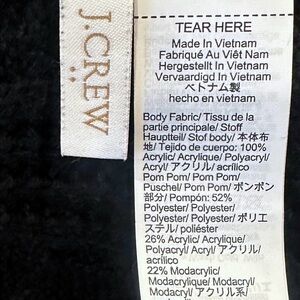 J.CREW
TEAR HERE
Made In Vietnam
Fabriqué Au Viêt Nam
Hergestellt In Vietnam
Vervaardigd In Vietnam
ベトナム製
hecho en vietnam
Body Fabric/ Tissu de la
partie principale/ Stoff
Hauptteil/ Stof body / 本体布
地/ Tejido de cuerpo: 100%
Acrylic/ Acrylique/ Polyacryl/
Acryl/ アクリル/ acrílico
Pom Pom/ Pom Pom/
Puschel/ Pom Pom/ ポンポン
部分/ Pompón: 52%
Polyester/ Polyester/
Polyester/ Polyester/ ポリエ
ステル/ poliéster
26% Acrylic/ Acrylique/
Polyacryl/ Acryl/ アクリル/
acrílico
22% Modacrylic/
Modacrylique/ Modacryl/
Modacryl/ アクリル系/